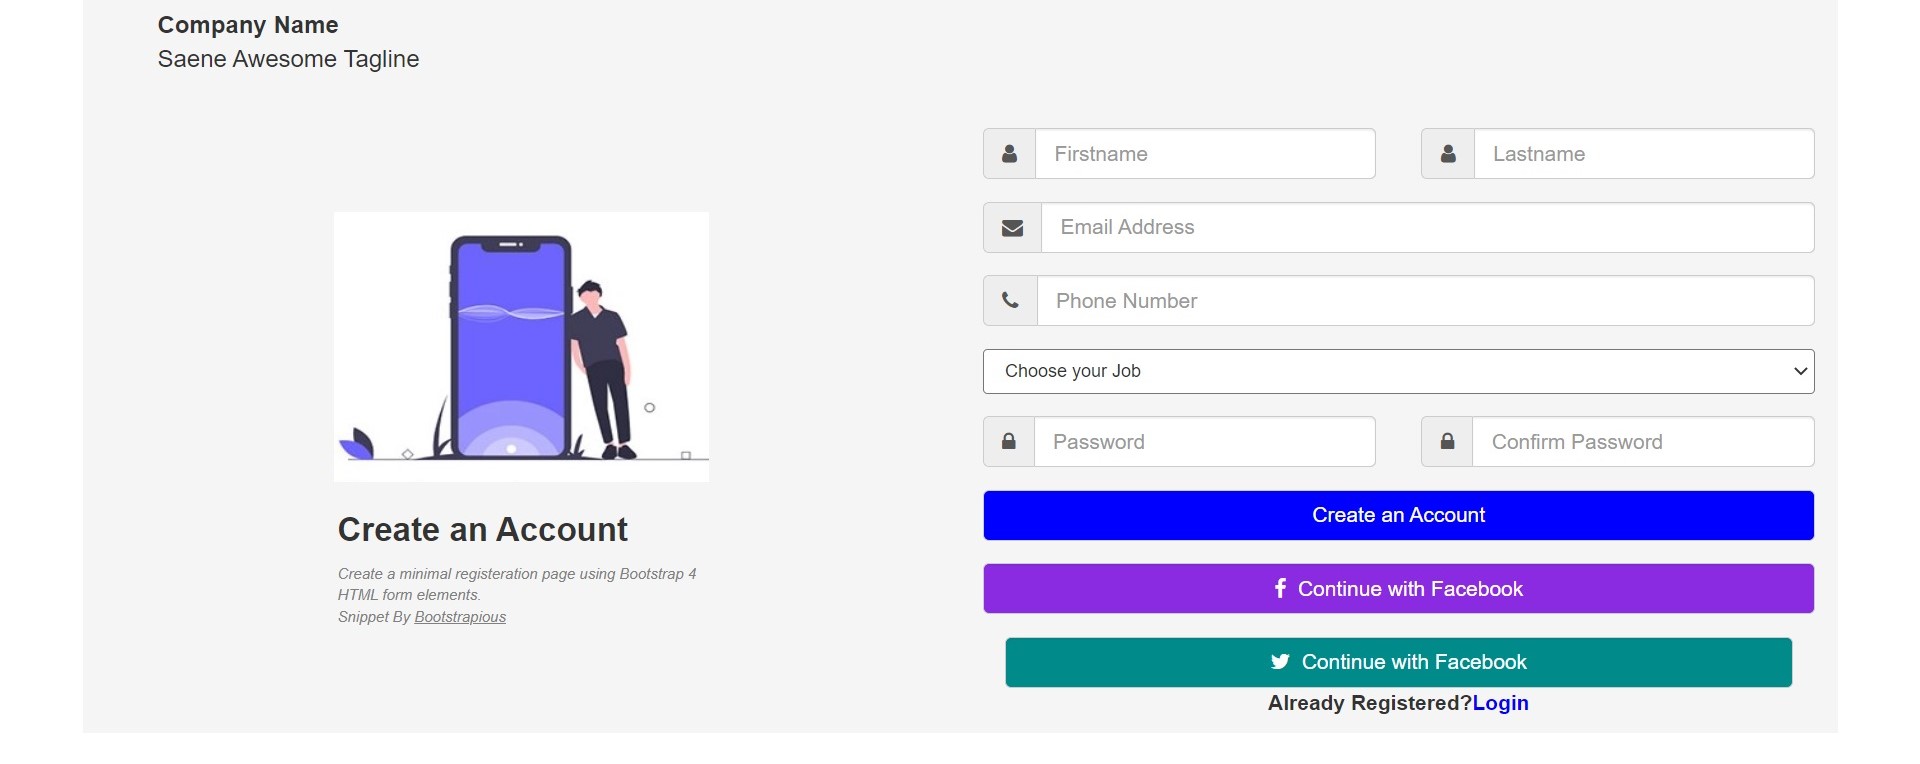 Company Name
Saene Awesome Tagline
Firstname
Lastname
Email Address
Phone Number
Choose your Job
Password
Confirm Password
Create an Account
Continue with Facebook
Continue with Facebook
Already Registered?Login
Create an Account
Create a minimal registeration page using Bootstrap 4
HTML form elements.
Snippet By Bootstrapious